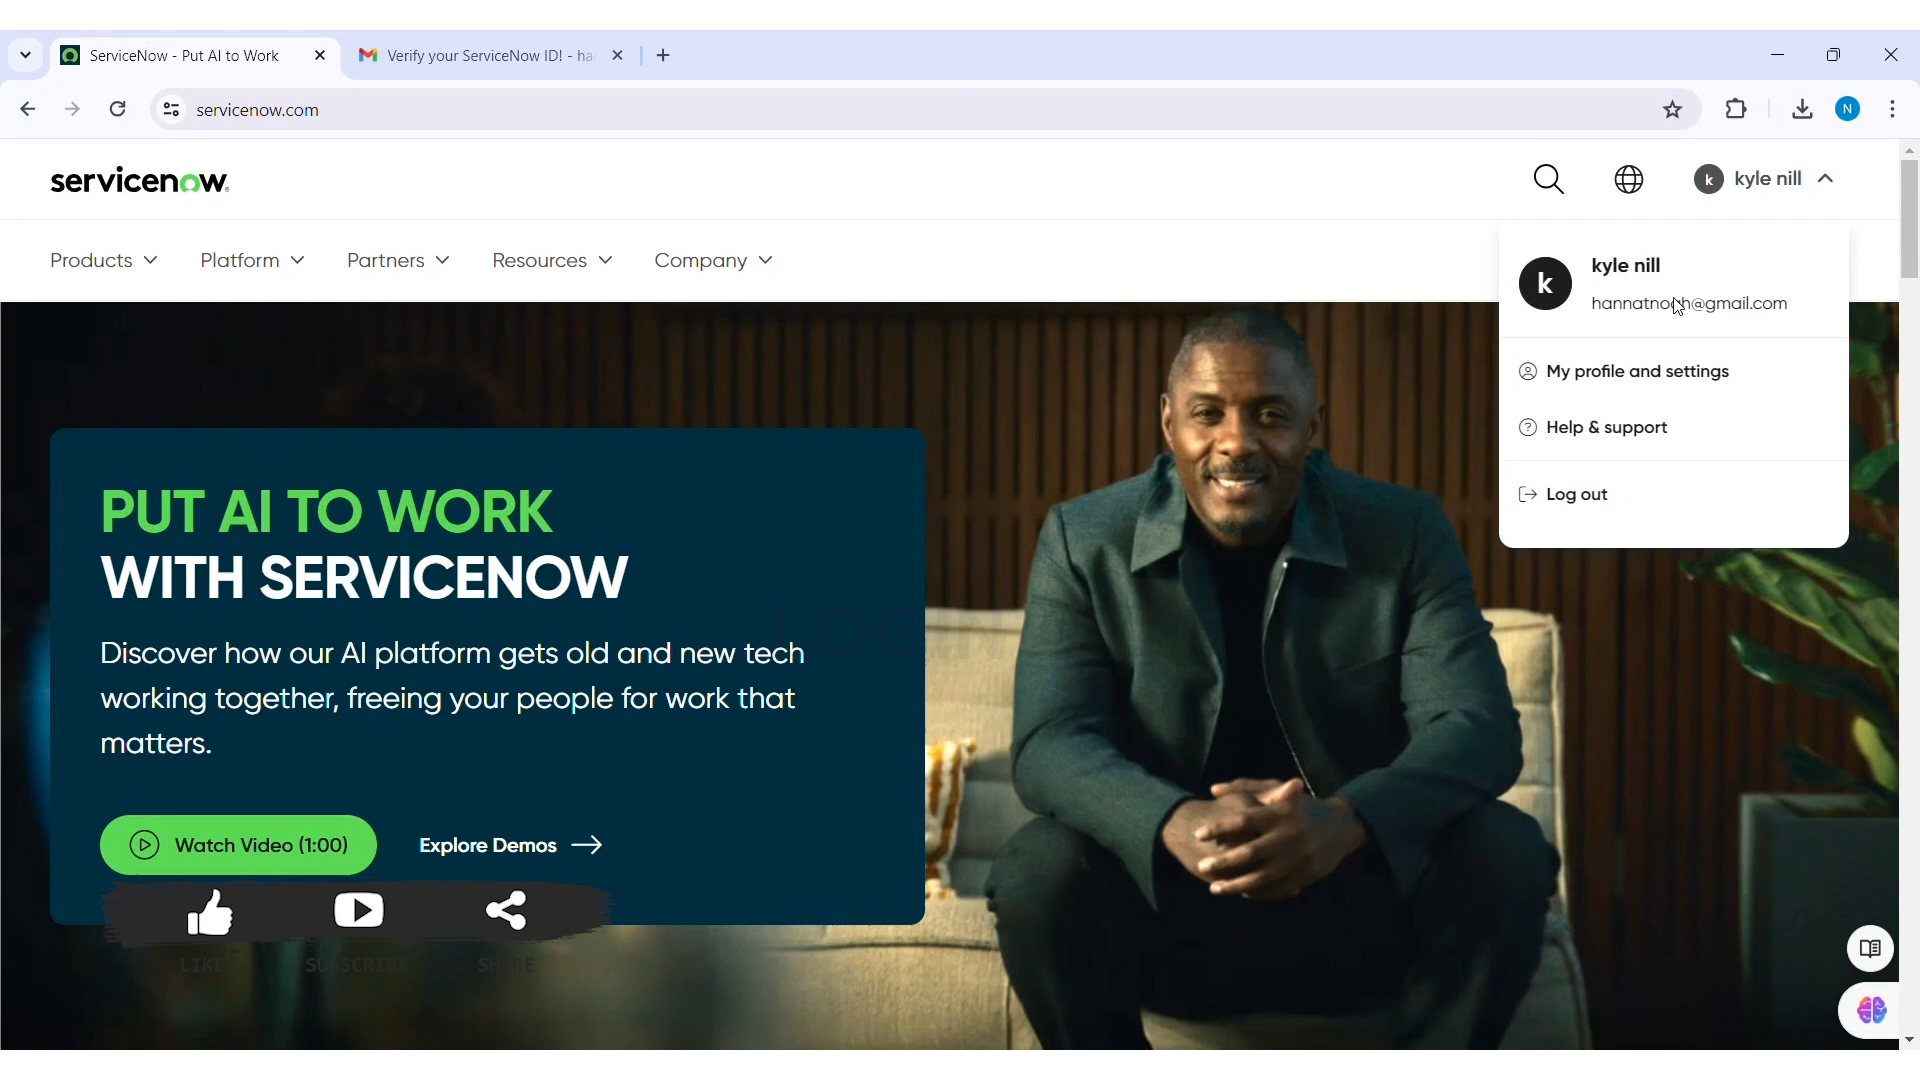 ServiceNow - Put AI to Work
Verify your ServiceNow ID! - ha
servicenow.com
N
servicenow
k kyle nill
Products
Platform
Partners
Resources
Company
k
kyle nill
@gmail.com
My profile and settings
Help & support
Log out
PUT AI TO WORK
WITH SERVICENOW
Discover how our AI platform gets old and new tech
working together, freeing your people for work that
matters.
Watch Video (1:00)
Explore Demos
LOGIN
LIKE
SUBSCRIBE
SHARE